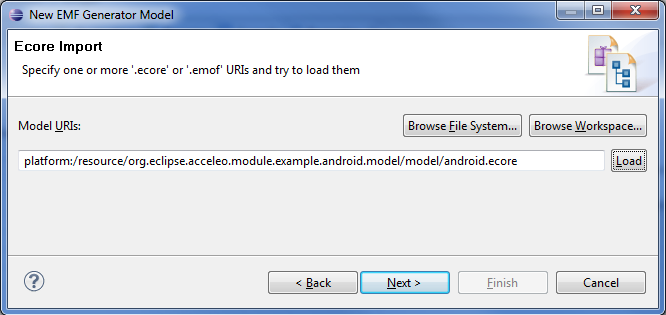 New EMF Generator Model
Ecore Import
Specify one or more '.ecore' or '.emof' URIs and try to load them
Model URIs: Browse File System... Browse Workspace...
platform:/resource/org.eclipse.acceleo.module.example.android.model/model/android.ecore Load
? < Back Next > Finish Cancel